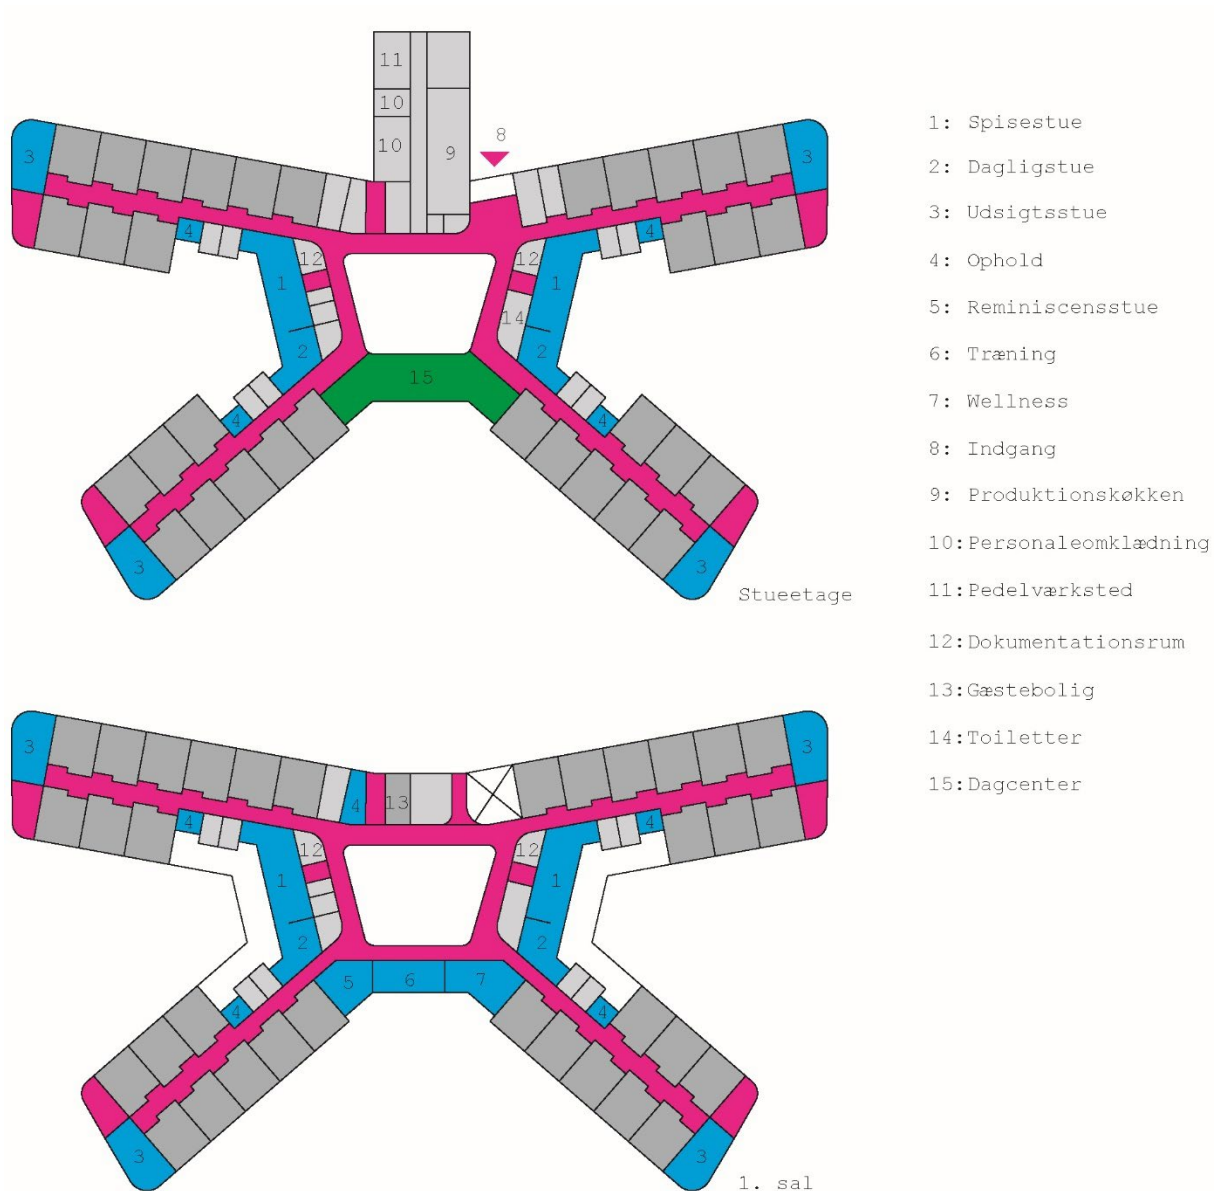 11
10
8
10
9
3
3
4
4
12
12
1
1
14
2
2
15
4
4
3
3
Stueetage
1: Spisestue
2: Dagligstue
3: Udsigtsstue
4: Ophold
5: Reminiscensstue
6: Træning
7: Wellness
8: Indgang
9: Produktionskøkken
10:Personaleomklædning
11:Pedelværksted
12:Dokumentationsrum
13:Gæstebolig
14:Toiletter
15:Dagcenter
3
3
4
13
4
4
12
12
1
1
2
2
5
6
7
4
4
3
3
1. sal